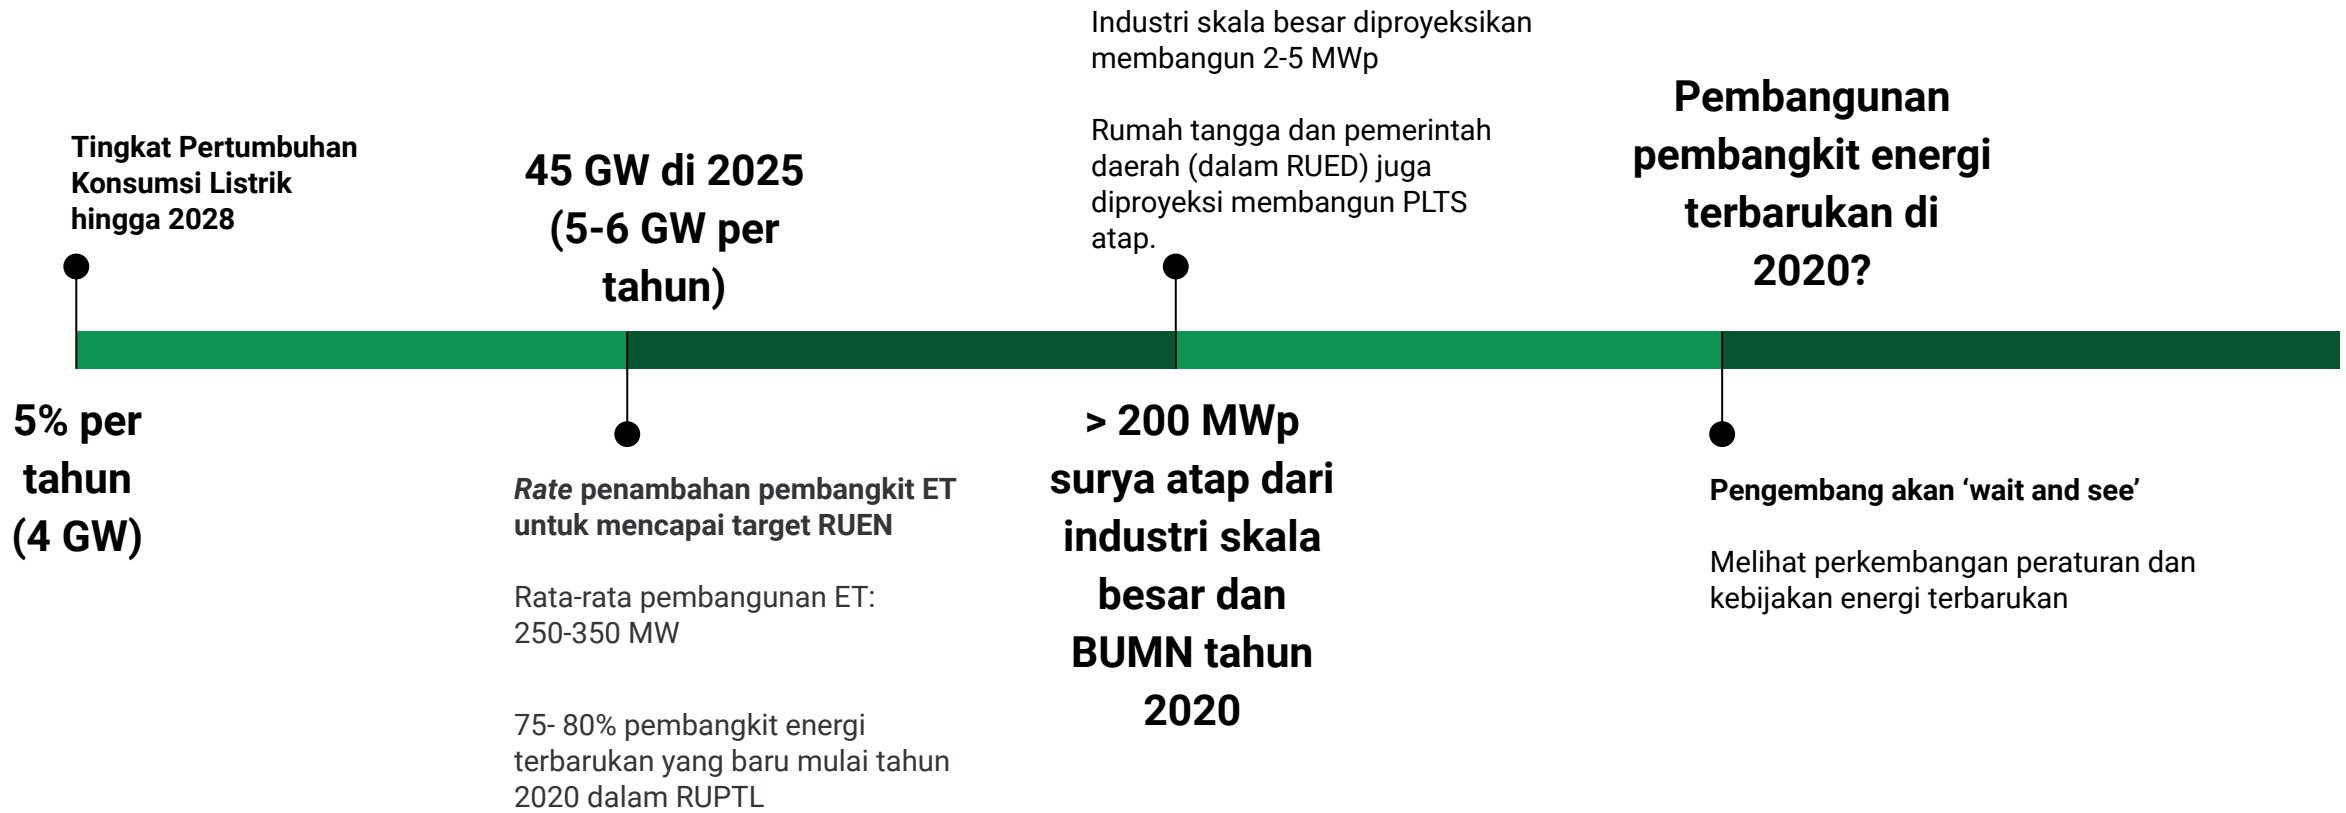 Tingkat Pertumbuhan
Konsumsi Listrik
hingga 2028
5% per
tahun
(4 GW)
45 GW di 2025
(5-6 GW per
tahun)
Rate penambahan pembangkit ET
untuk mencapai target RUEN
Rata-rata pembangunan ET:
250-350 MW
75- 80% pembangkit energi
terbarukan yang baru mulai tahun
2020 dalam RUPTL
Industri skala besar diproyeksikan
membangun 2-5 MWp
Rumah tangga dan pemerintah
daerah (dalam RUED) juga
diproyeksi membangun PLTS
atap.
> 200 MWp
surya atap dari
industri skala
besar dan
BUMN tahun
2020
Pembangunan
pembangkit energi
terbarukan di
2020?
Pengembang akan ‘wait and see’
Melihat perkembangan peraturan dan
kebijakan energi terbarukan